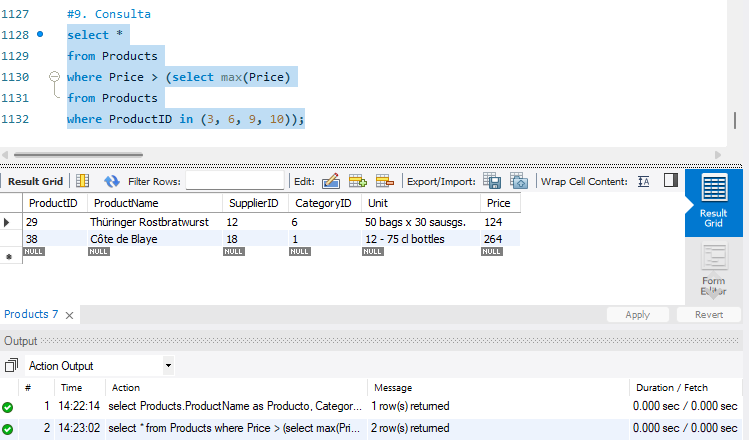 1127 #9. Consulta
1128 select *
1129 from Products
1130 where Price > (select max(Price)
1131 from Products
1132 where ProductID in (3, 6, 9, 10));
Result Grid Filter Rows: Edit: Export/Import: Wrap Cell Content:
ProductID ProductName SupplierID CategoryID Unit Price
29 Thüringer Rostbratwurst 12 6 50 bags x 30 sausgs. 124
38 Côte de Blaye 18 1 12 - 75 cl bottles 264
NULL NULL NULL NULL NULL NULL
Result
Grid
Form
Editor
Products 7 Apply Revert
Output
Action Output
# Time Action Message Duration / Fetch
1 14:22:14 select Products.ProductName as Producto, Categor... 1 row(s) returned 0.000 sec / 0.000 sec
2 14:23:02 select * from Products where Price > (select max(Pri... 2 row(s) returned 0.000 sec / 0.000 sec